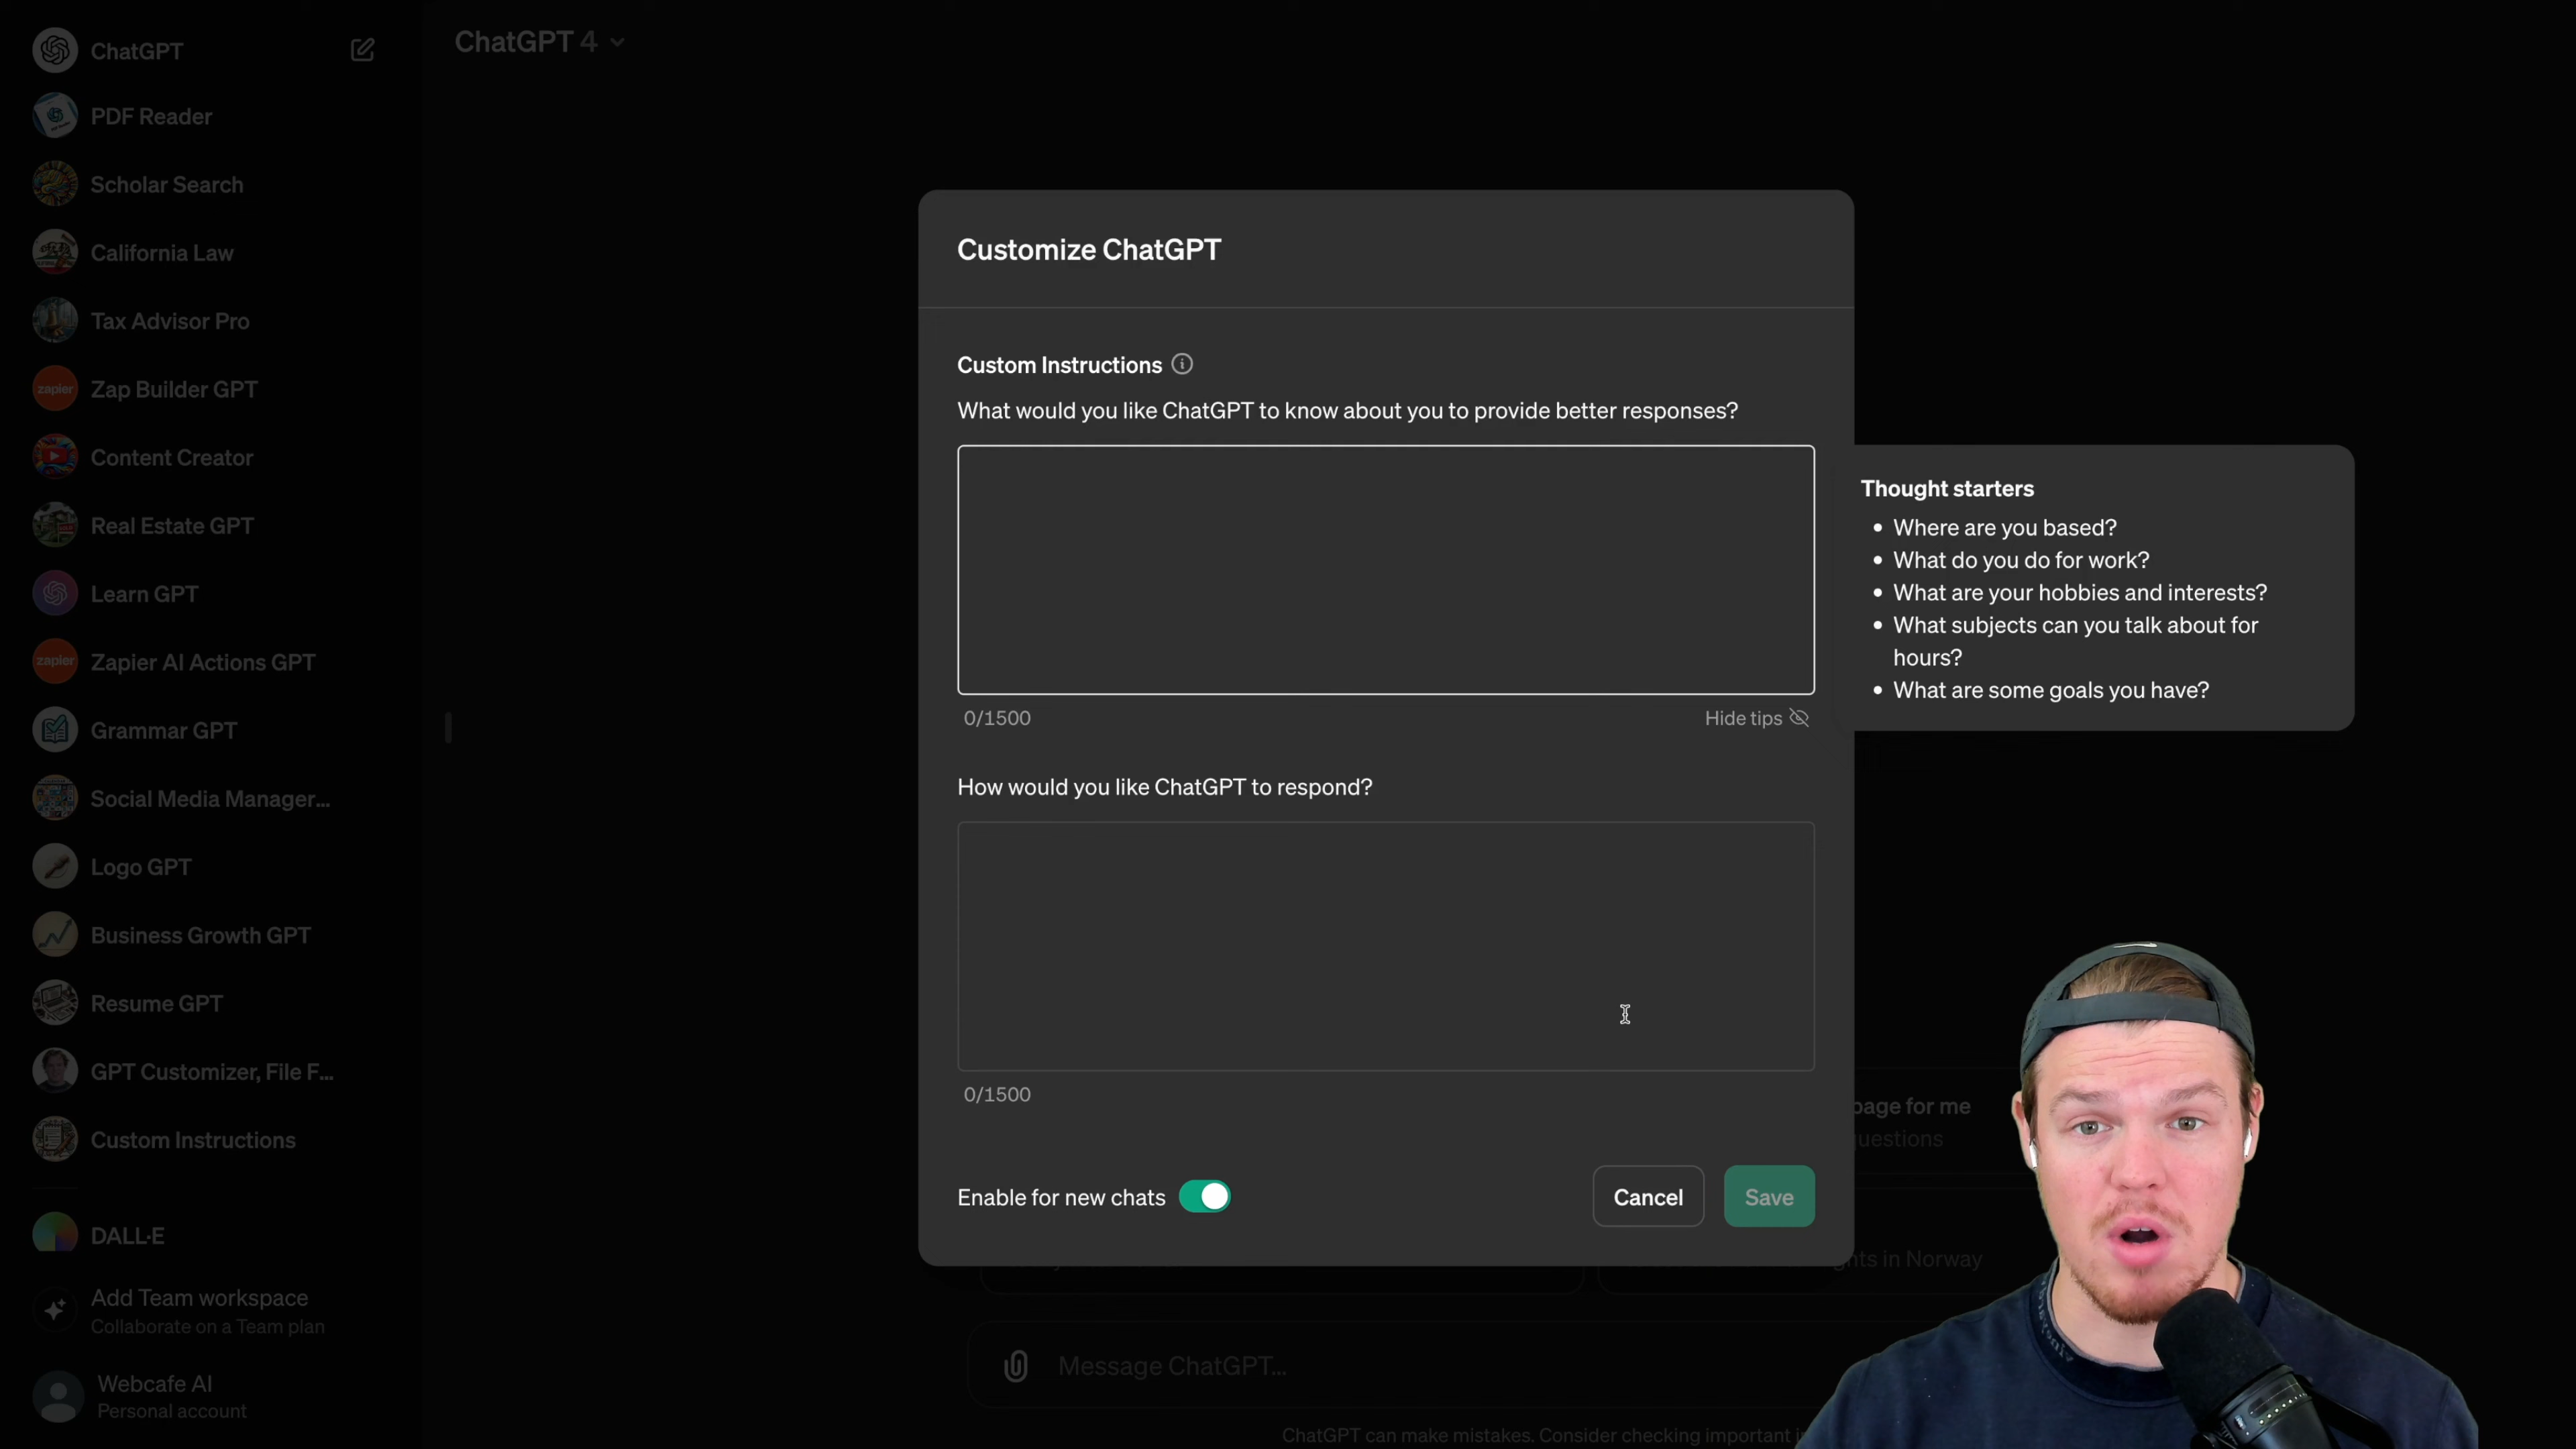 ChatGPT
PDF Reader
Scholar Search
California Law
Tax Advisor Pro
zapier
Zap Builder GPT
Content Creator
Real Estate GPT
Learn GPT
zapier
Zapier AI Actions GPT
Grammar GPT
Social Media Manager...
Logo GPT
Business Growth GPT
Resume GPT
GPT Customizer, File F...
Custom Instructions
DALL·E
Add Team workspace
Collaborate on a Team plan
Webcafe AI
Personal account
ChatGPT 4
Customize ChatGPT
Custom Instructions
What would you like ChatGPT to know about you to provide better responses?
0/1500
Hide tips
Thought starters
• Where are you based?
• What do you do for work?
• What are your hobbies and interests?
• What subjects can you talk about for
hours?
• What are some goals you have?
How would you like ChatGPT to respond?
0/1500
Enable for new chats
Cancel
Save
page for me
questions
in Norway
Message ChatGPT...
ChatGPT can make mistakes. Consider checking important